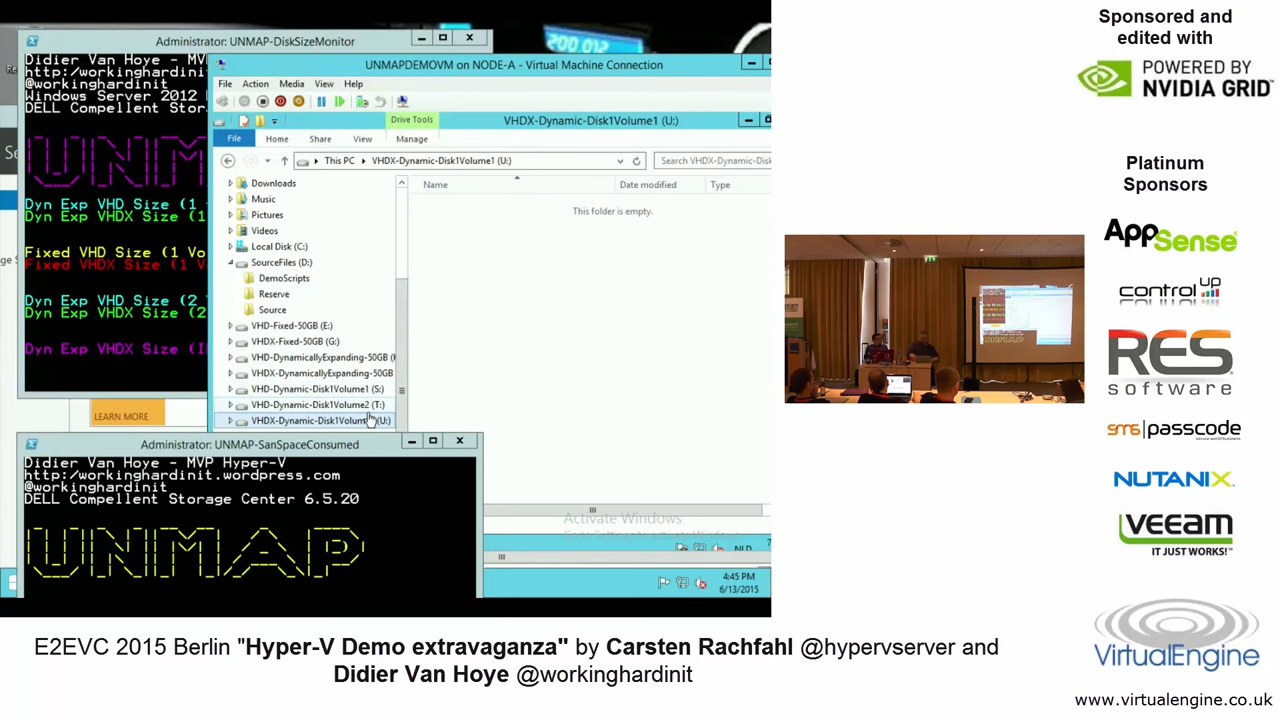 Sponsored and
edited with
POWERED BY
NVIDIA GRID
Platinum
Sponsors
AppSense
control up
RES
software
sms passcode
NUTANIX
VEEAM
IT JUST WORKS!
VirtualEngine
www.virtualengine.co.uk
200.012
Administrator: UNMAP-DiskSizeMonitor
Didier Van Hoye - MV
http:/workinghardini
@workinghardinit
Windows Server 2012
DELL Compellent Stor
UNM
Dyn Exp VHD Size (1
Dyn Exp VHDX Size (1
Fixed VHD Size (1 Vo
Fixed VHDX Size (1 V
Dyn Exp VHD Size (2
Dyn Exp VHDX Size (2
Dyn Exp VHDX Size (I
LEARN MORE
UNMAPDEMOVM on NODE-A - Virtual Machine Connection
File Action Media View Help
Drive Tools
VHDX-Dynamic-Disk1Volume1 (U:)
File Home Share View Manage
This PC
VHDX-Dynamic-Disk1Volume1 (U:)
Search VHDX-Dynamic-Disk
Name Date modified Type
This folder is empty.
Downloads
Music
Pictures
Videos
Local Disk (C:)
SourceFiles (D:)
DemoScripts
Reserve
Source
VHD-Fixed-50GB (E:)
VHDX-Fixed-50GB (G:)
VHD-DynamicallyExpanding-50GB (
VHDX-DynamicallyExpanding-50GB
VHD-Dynamic-Disk1Volume1 (S:)
VHD-Dynamic-Disk1Volume2 (T:)
VHDX-Dynamic-Disk1Volum (U:)
Activate Windows
NLD
4:45 PM
6/13/2015
Administrator: UNMAP-SanSpaceConsumed
Didier Van Hoye - MVP Hyper-V
http:/workinghardinit.wordpress.com
@workinghardinit
DELL Compellent Storage Center 6.5.20
UNMAP
E2EVC 2015 Berlin "Hyper-V Demo extravaganza" by Carsten Rachfahl @hypervserver and
Didier Van Hoye @workinghardinit